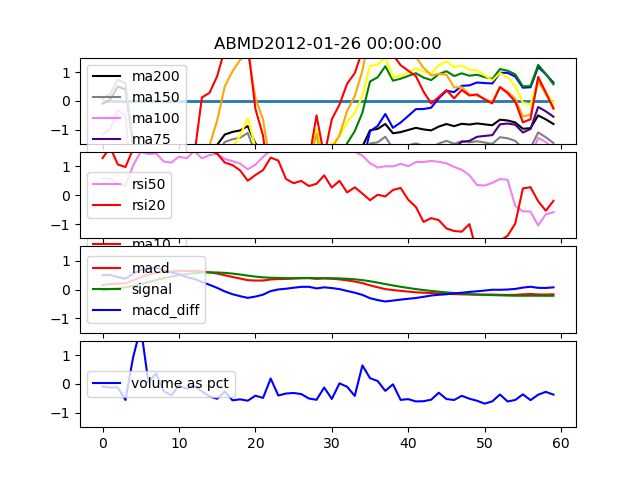 ABMD2012-01-26 00:00:00
1
0
−1
ma200
ma150
ma100
ma75
1
0
−1
rsi50
rsi20
ma10
1
0
−1
macd
signal
macd_diff
1
0
−1
volume as pct
0 10 20 30 40 50 60